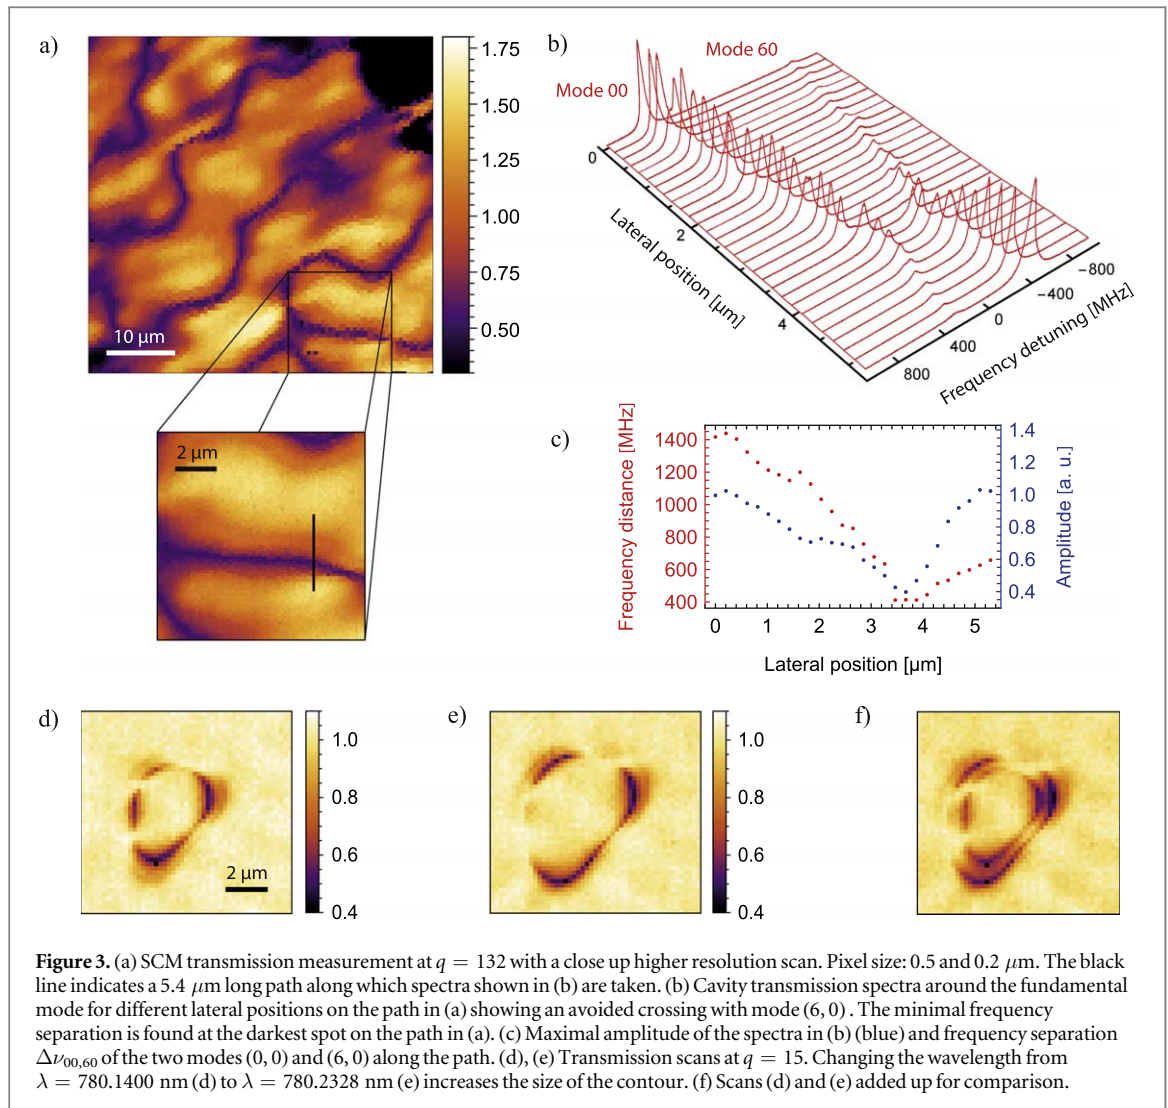 a)
1.75
1.50
1.25
1.00
0.75
0.50
10 μm
2 μm
b)
Mode 60
Mode 00
0
2
4
Lateral position [μm]
−800
−400
0
400
800
Frequency detuning [MHz]
c)
Frequency distance [MHz]
1400
1200
1000
800
600
400
1.4
1.2
1.0
0.8
0.6
0.4
Amplitude [a. u.]
0 1 2 3 4 5
Lateral position [μm]
d)
2 μm
1.0
0.8
0.6
0.4
e)
1.0
0.8
0.6
0.4
f)
Figure 3. (a) SCM transmission measurement at q = 132 with a close up higher resolution scan. Pixel size: 0.5 and 0.2 μm. The black
line indicates a 5.4 μm long path along which spectra shown in (b) are taken. (b) Cavity transmission spectra around the fundamental
mode for different lateral positions on the path in (a) showing an avoided crossing with mode (6, 0) . The minimal frequency
separation is found at the darkest spot on the path in (a). (c) Maximal amplitude of the spectra in (b) (blue) and frequency separation
Δν00,60 of the two modes (0, 0) and (6, 0) along the path. (d), (e) Transmission scans at q = 15. Changing the wavelength from
λ = 780.1400 nm (d) to λ = 780.2328 nm (e) increases the size of the contour. (f) Scans (d) and (e) added up for comparison.